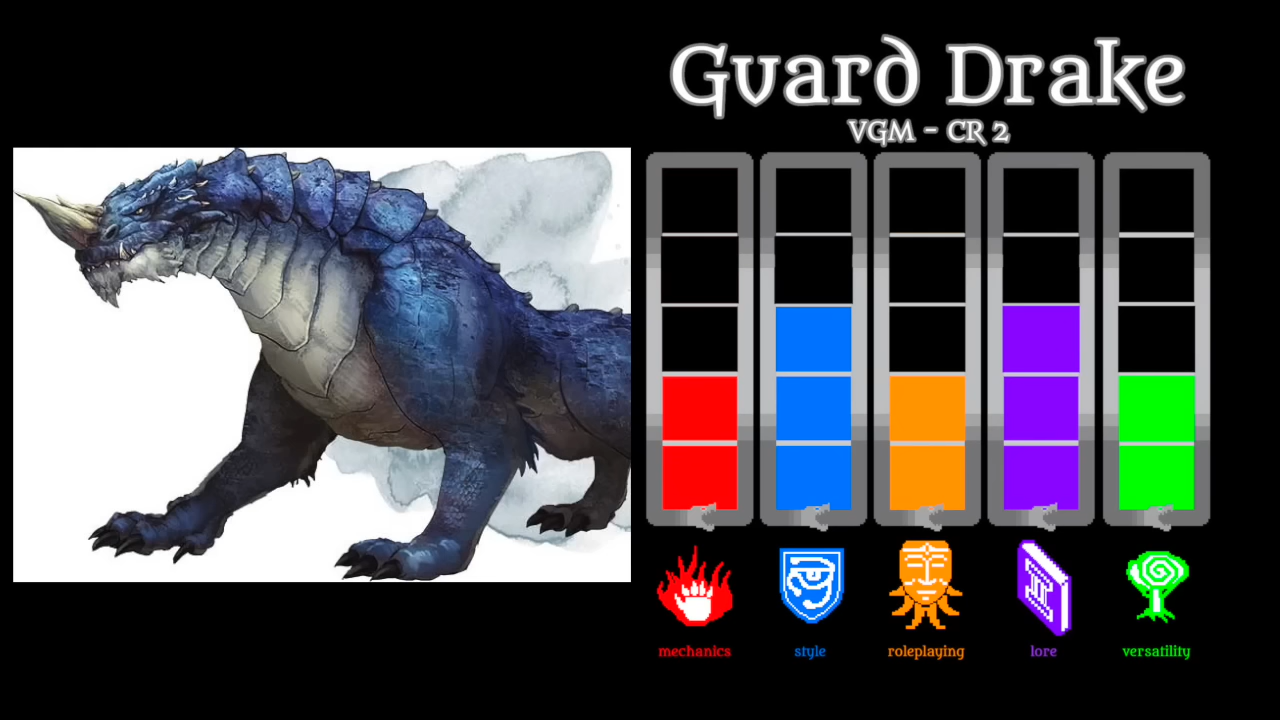 Guard Drake
VGM - CR 2
mechanics
style
roleplaying
lore
versatility